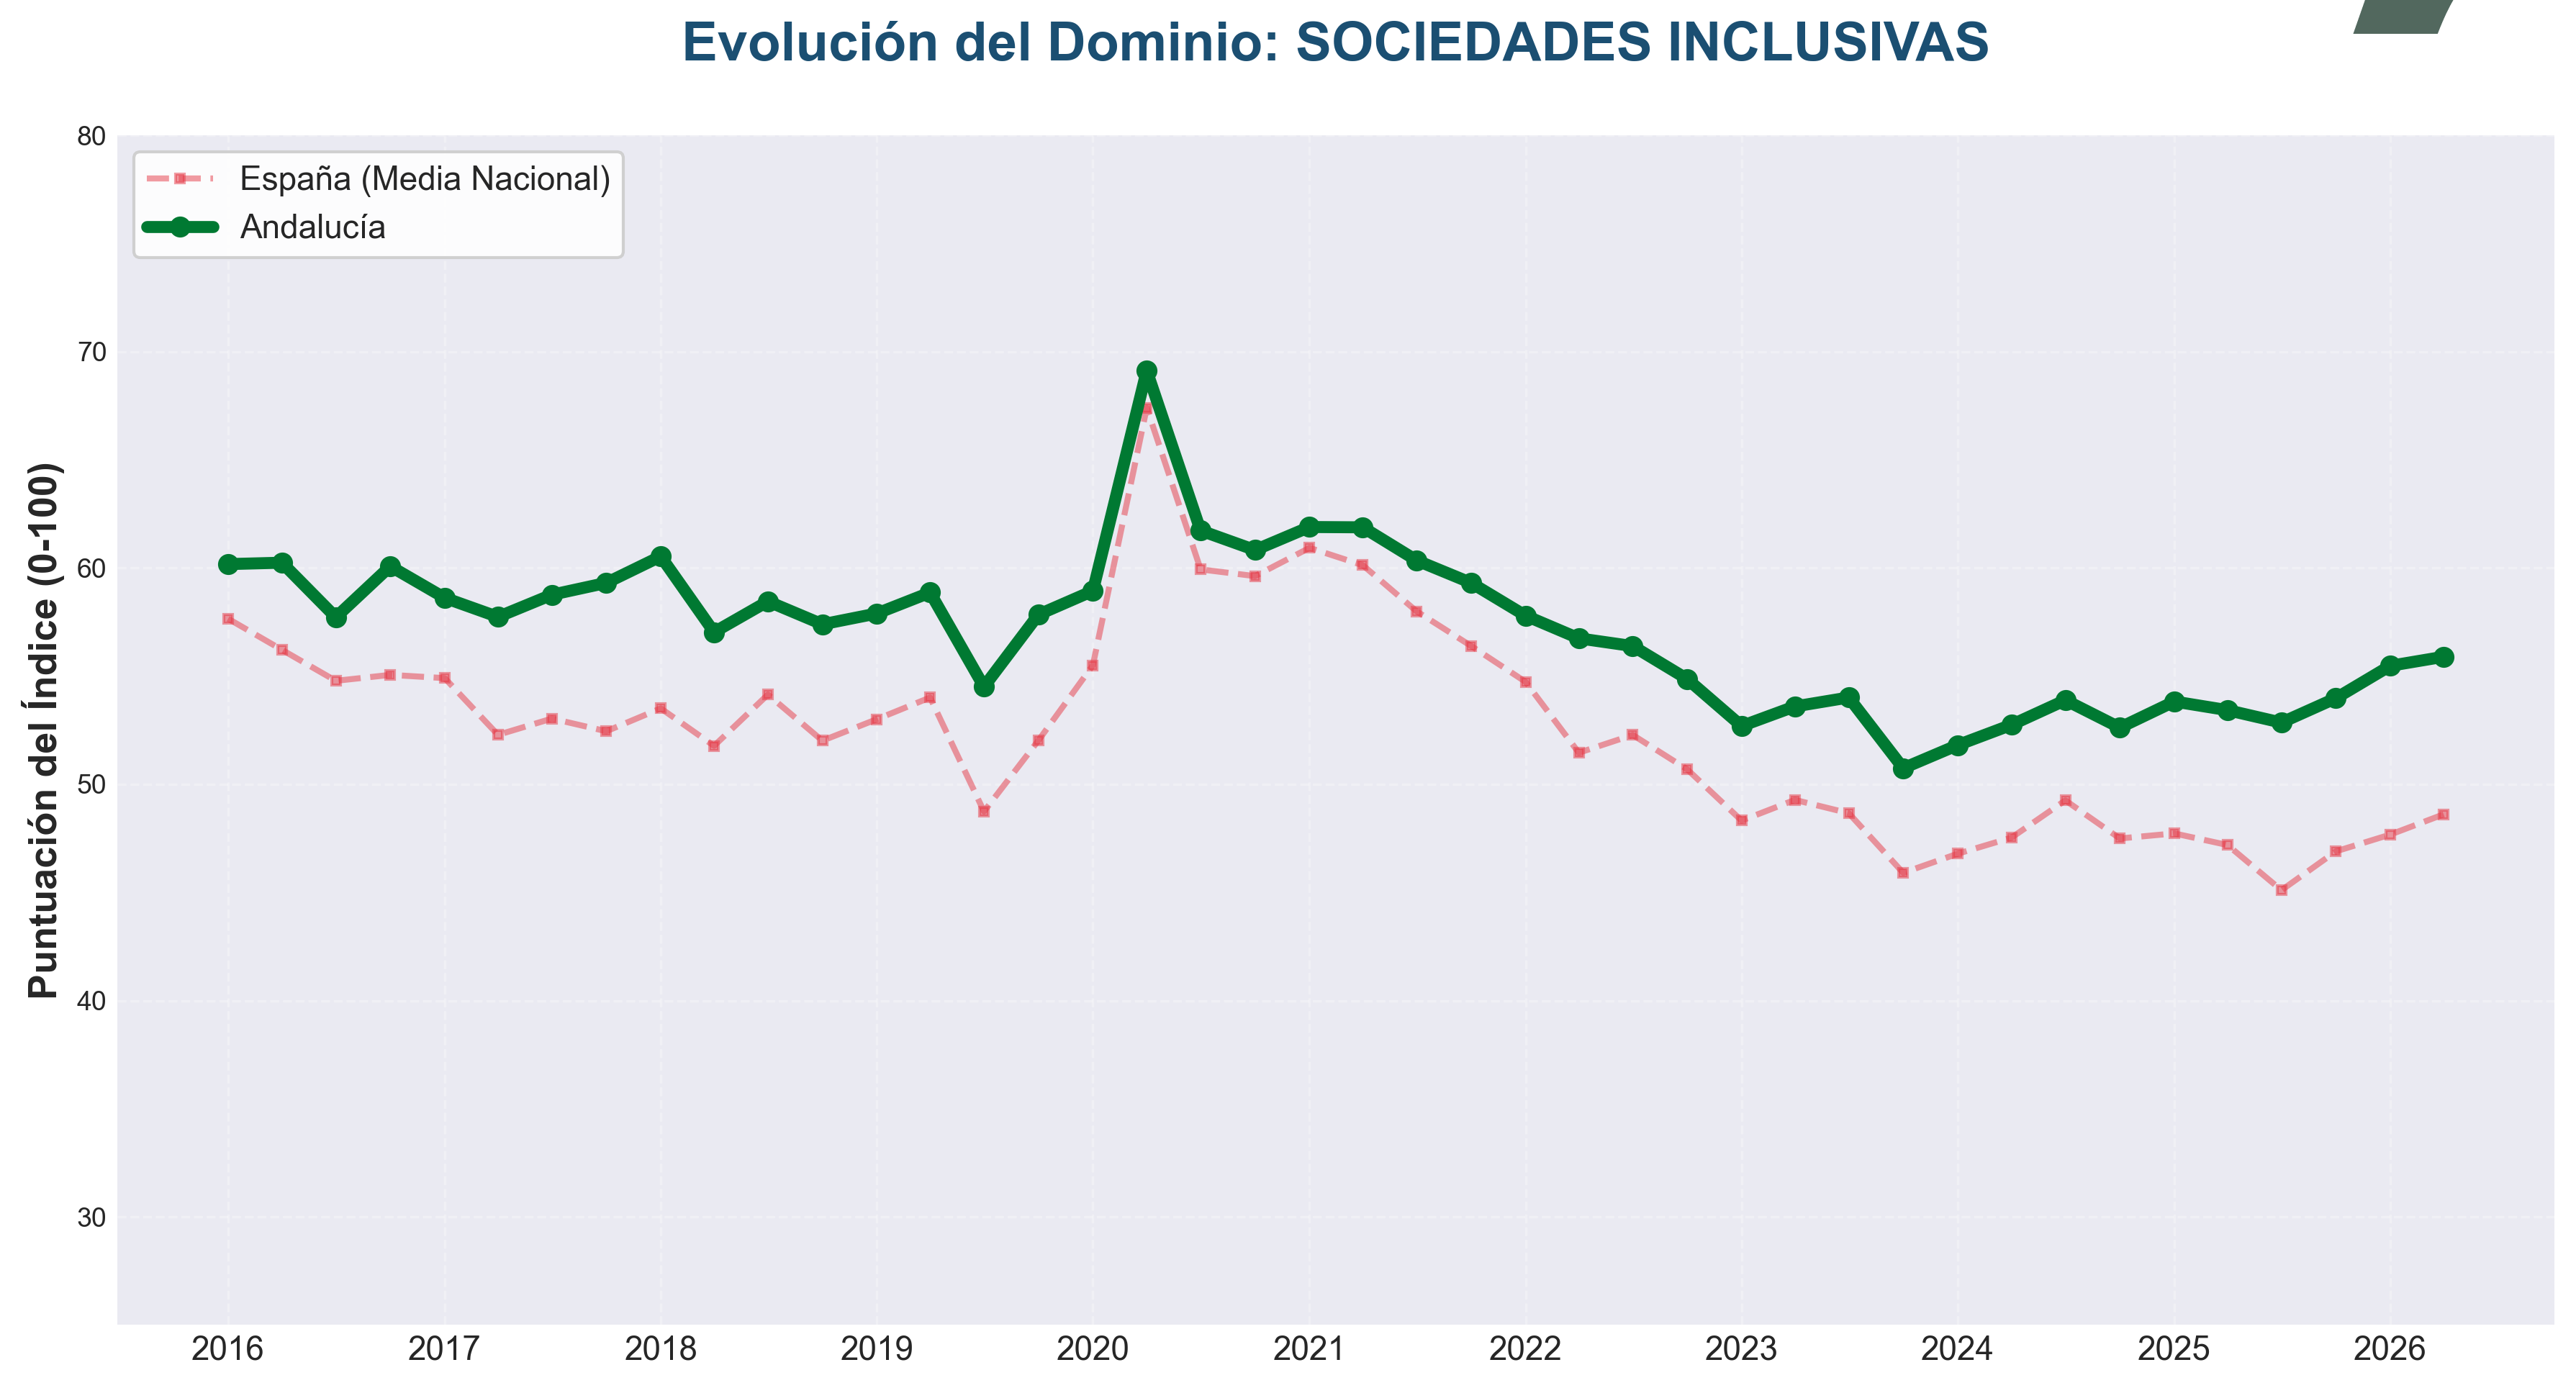 Evolución del Dominio: SOCIEDADES INCLUSIVAS
España (Media Nacional)
Andalucía
Puntuación del Índice (0-100)
80
70
60
50
40
30
2016 2017 2018 2019 2020 2021 2022 2023 2024 2025 2026